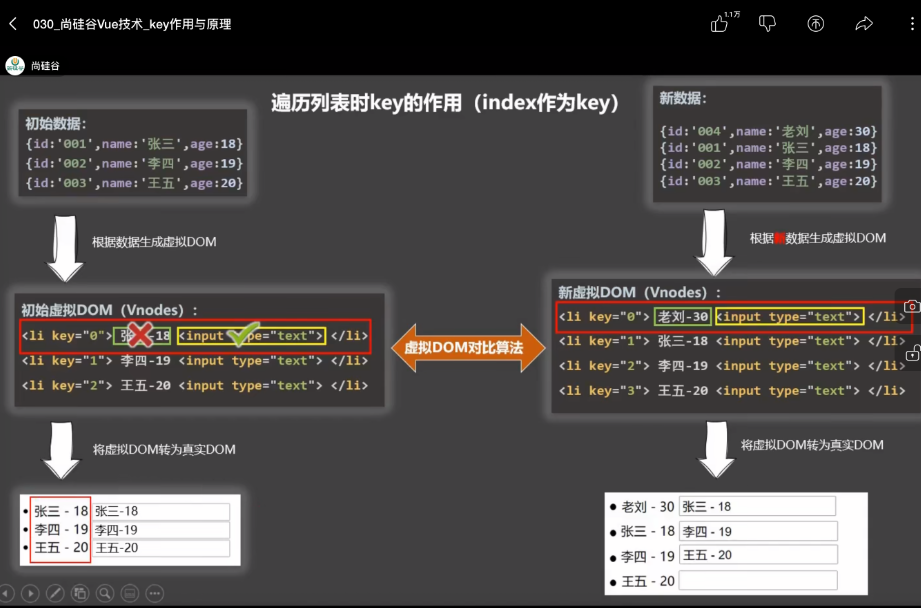 030_尚硅谷Vue技术_key作用与原理
1.1万
尚硅谷
遍历列表时key的作用（index作为key）
初始数据：
{id:'001',name:'张三',age:18}
{id:'002',name:'李四',age:19}
{id:'003',name:'王五',age:20}
新数据：
{id:'004',name:'老刘',age:30}
{id:'001',name:'张三',age:18}
{id:'002',name:'李四',age:19}
{id:'003',name:'王五',age:20}
根据数据生成虚拟DOM
根据 数据生成虚拟DOM
初始虚拟DOM（Vnodes）：
<li key="0"> 张 -18 <input type="text"> </li>
<li key="1"> 李四-19 <input type="text"> </li>
<li key="2"> 王五-20 <input type="text"> </li>
虚拟DOM对比算法
新虚拟DOM（Vnodes）：
<li key="0"> 老刘-30 <input type="text"> </li>
<li key="1"> 张三-18 <input type="text"> </li>
<li key="2"> 李四-19 <input type="text"> </li>
<li key="3"> 王五-20 <input type="text"> </li>
将虚拟DOM转为真实DOM
将虚拟DOM转为真实DOM
• 张三 - 18 张三-18
• 李四 - 19 李四-19
• 王五 - 20 王五-20
• 老刘 - 30 张三 - 18
• 张三 - 18 李四 - 19
• 李四 - 19 王五 - 20
• 王五 - 20